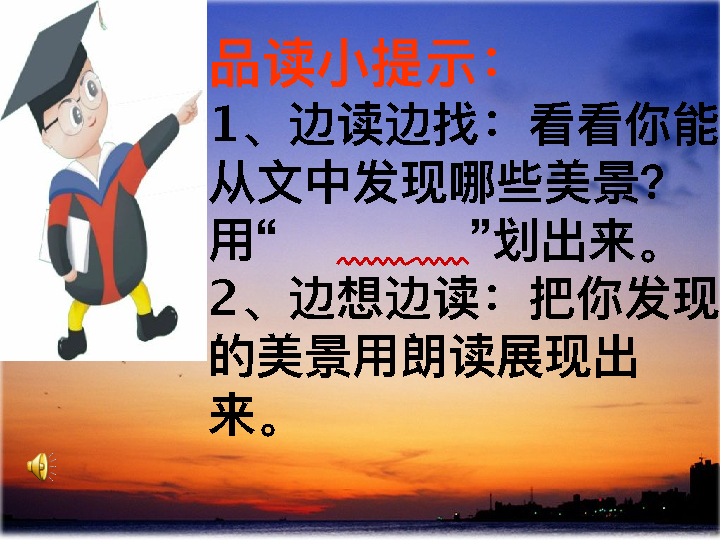 品读小提示：
1、边读边找：看看你能
从文中发现哪些美景？
用“ ”划出来。
2、边想边读：把你发现
的美景用朗读展现出
来。